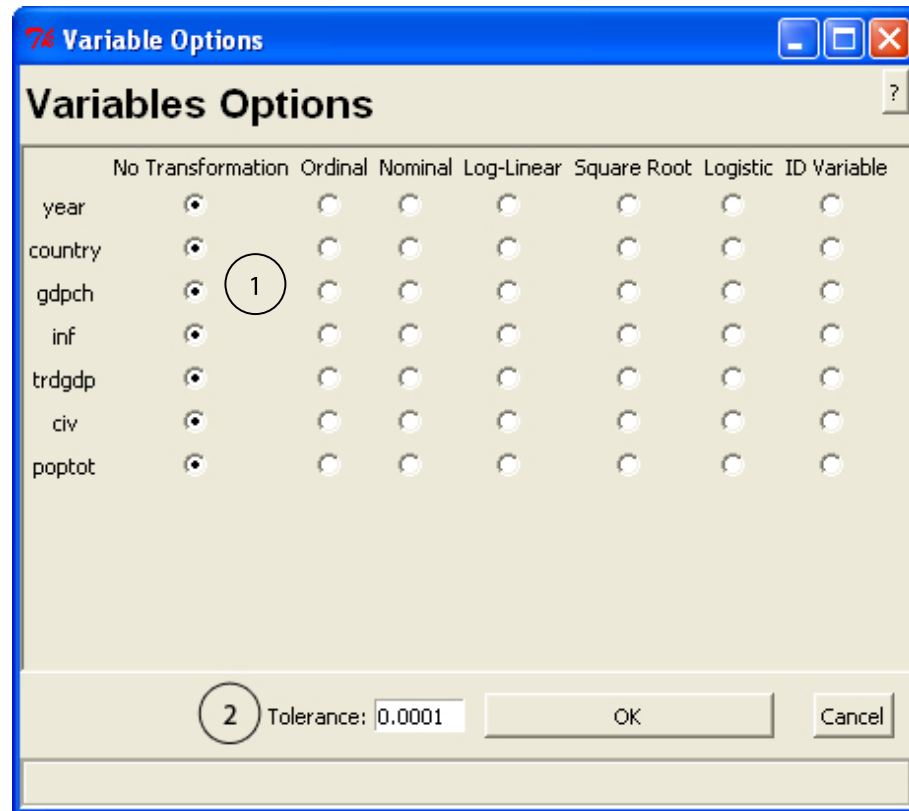 7% Variable Options
Variables Options
?
No Transformation Ordinal Nominal Log-Linear Square Root Logistic ID Variable
year
country
gdpch
1
inf
trdgdp
civ
poptot
2 Tolerance: 0.0001 OK Cancel